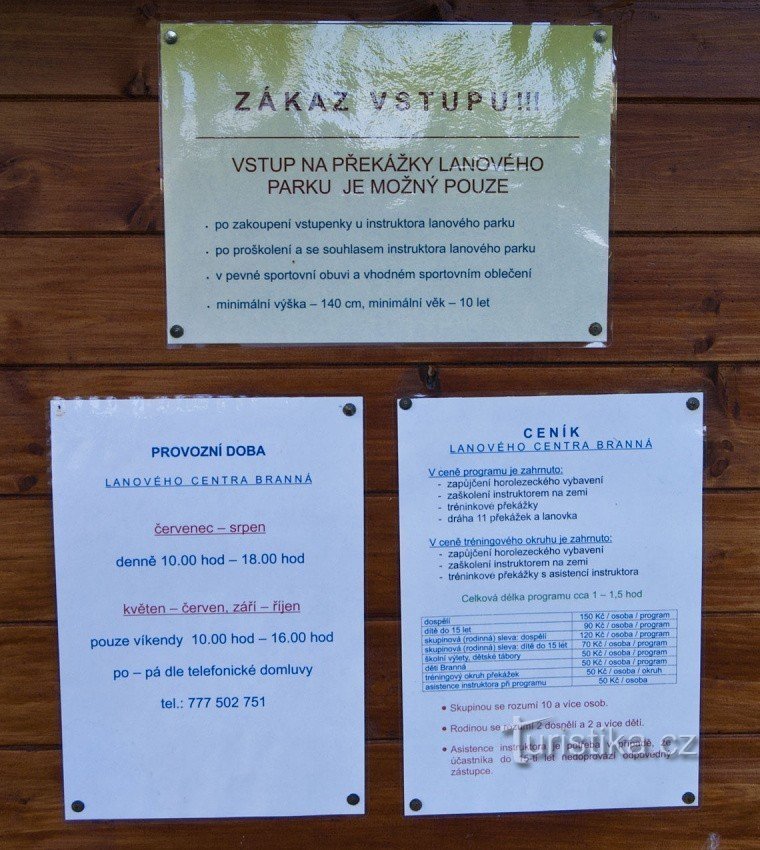 ZÁKAZ VSTUPU!!!
VSTUP NA PŘEKÁŽKY LANOVÉHO
PARKU JE MOŽNÝ POUZE
• po zakoupení vstupenky u instruktora lanového parku
• po proškolení a se souhlasem instruktora lanového parku
• v pevné sportovní obuvi a vhodném sportovním oblečení
• minimální výška – 140 cm, minimální věk – 10 let
PROVOZNÍ DOBA
LANOVÉHO CENTRA BRANNÁ
červenec – srpen
denně 10.00 hod – 18.00 hod
květen – červen, září – říjen
pouze víkendy 10.00 hod – 16.00 hod
po – pá dle telefonické domluvy
tel.: 777 502 751
CENÍK
LANOVÉHO CENTRA BRANNÁ
V ceně programu je zahrnuto:
- zapůjčení horolezeckého vybavení
- zaškolení instruktorem na zemi
- tréninkové překážky
- dráha 11 překážek a lanovka
V ceně tréningového okruhu je zahrnuto:
- zapůjčení horolezeckého vybavení
- zaškolení instruktorem na zemi
- tréninkove překážky s asistencí instruktora
Celková délka programu cca 1 – 1,5 hod
dospělí 150 Kč / osoba / program
dítě do 15 let 90 Kč / osoba / program
skupinová (rodinná) sleva: dospělí 120 Kč / osoba / program
skupinová (rodinná) sleva: dítě do 15 let 70 Kč / osoba / program
školní výlety, dětské tábory 50 Kč / osoba / program
děti Branná 50 Kč / osoba / program
tréningový okruh překážek 50 Kč / osoba / okruh
asistence instruktora při programu 50 Kč / osoba
• Skupinou se rozumí 10 a více osob.
• Rodinou se rozumí 2 dospělí a 2 a více dětí.
• Asistence instruktora je potřeba v případě, že
účastníka do 15-ti let nedoprovází odpovědný
zástupce.
Turistika.cz